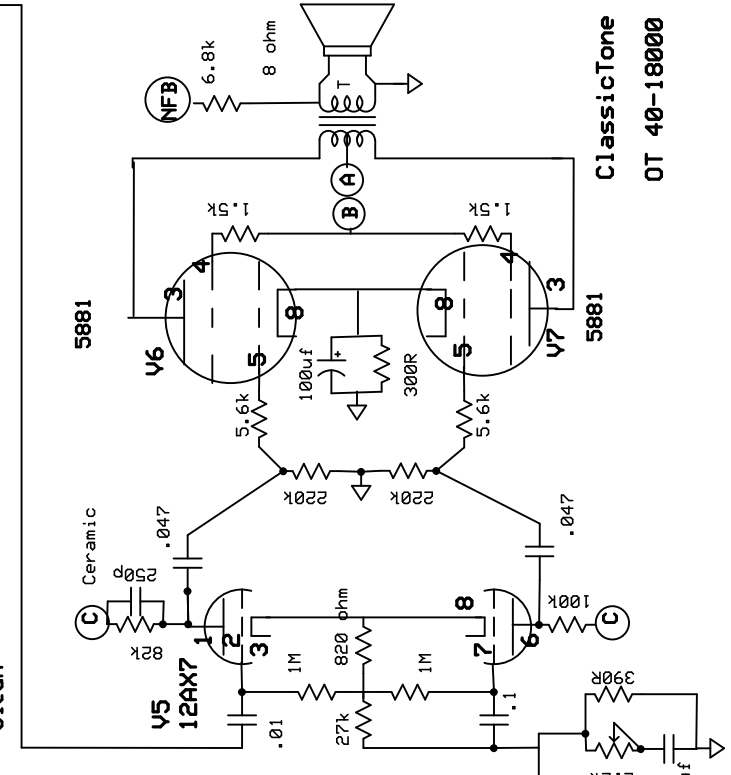 NFB
6.8k
8 ohm
T
ClassicTone
OT 40-18000
A
B
1.5k
1.5k
4
4
3
3
5881
5881
8
8
V6
V7
5
5
100uf
+
300R
5.6k
5.6k
220k
220k
.047
.047
Ceramic
250p
C
82k
1
2
3
V5
12AX7
820 ohm
8
7
6
100k
C
1M
1M
.01
27k
.1
390R